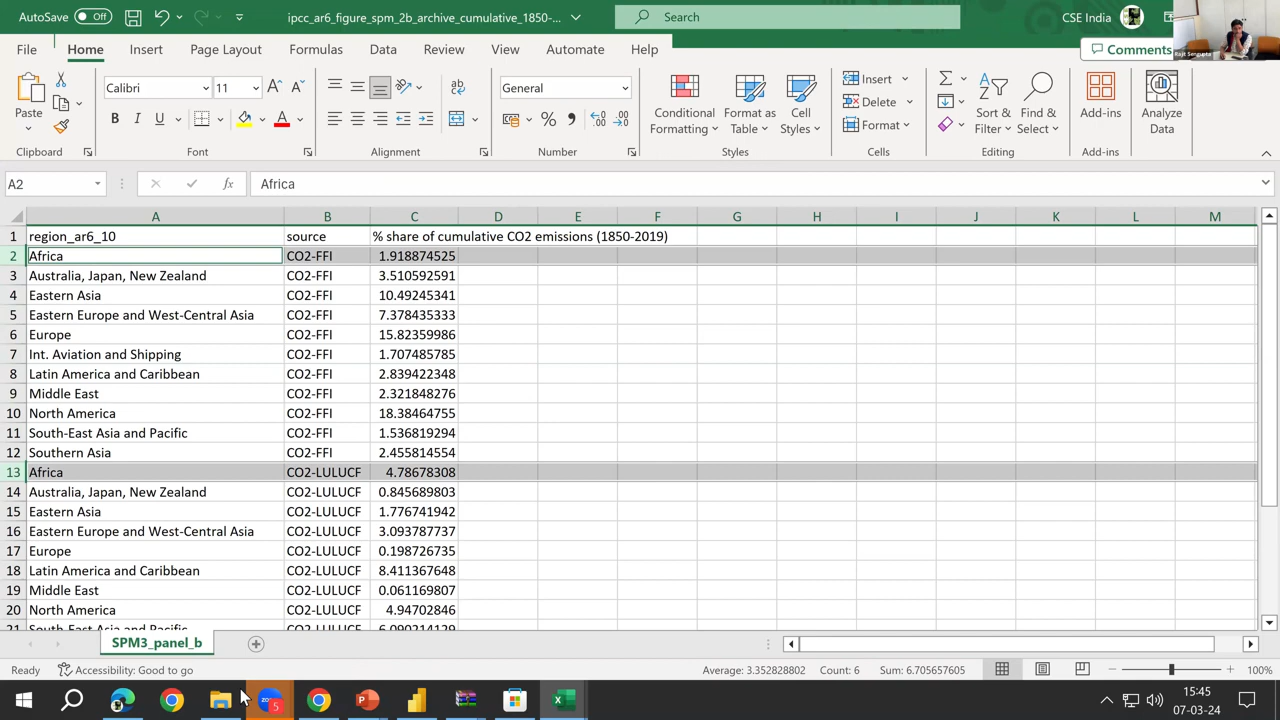 AutoSave Off ipcc_ar6_figure_spm_2b_archive_cumulative_1850-... Search CSE India
File Home Insert Page Layout Formulas Data Review View Automate Help Comments
Rajit Sengupta
Paste Calibri 11 General Conditional Formatting Format as Table Cell Styles Insert Delete Format Sort & Filter Find & Select Add-ins Analyze Data
Clipboard Font Alignment Number Styles Cells Editing Add-ins
A2 fx Africa
A B C D E F G H I J K L M
1 region_ar6_10 source % share of cumulative CO2 emissions (1850-2019)
2 Africa CO2-FFI 1.918874525
3 Australia, Japan, New Zealand CO2-FFI 3.510592591
4 Eastern Asia CO2-FFI 10.49245341
5 Eastern Europe and West-Central Asia CO2-FFI 7.378435333
6 Europe CO2-FFI 15.82359986
7 Int. Aviation and Shipping CO2-FFI 1.707485785
8 Latin America and Caribbean CO2-FFI 2.839422348
9 Middle East CO2-FFI 2.321848276
10 North America CO2-FFI 18.38464755
11 South-East Asia and Pacific CO2-FFI 1.536819294
12 Southern Asia CO2-FFI 2.455814554
13 Africa CO2-LULUCF 4.78678308
14 Australia, Japan, New Zealand CO2-LULUCF 0.845689803
15 Eastern Asia CO2-LULUCF 1.776741942
16 Eastern Europe and West-Central Asia CO2-LULUCF 3.093787737
17 Europe CO2-LULUCF 0.198726735
18 Latin America and Caribbean CO2-LULUCF 8.411367648
19 Middle East CO2-LULUCF 0.061169807
20 North America CO2-LULUCF 4.94702846
21 South-East Asia and Pacific CO2-LULUCF 6.090214129
SPM3_panel_b
Ready Accessibility: Good to go Average: 3.352828802 Count: 6 Sum: 6.705657605 100%
zoom 5 15:45
07-03-24